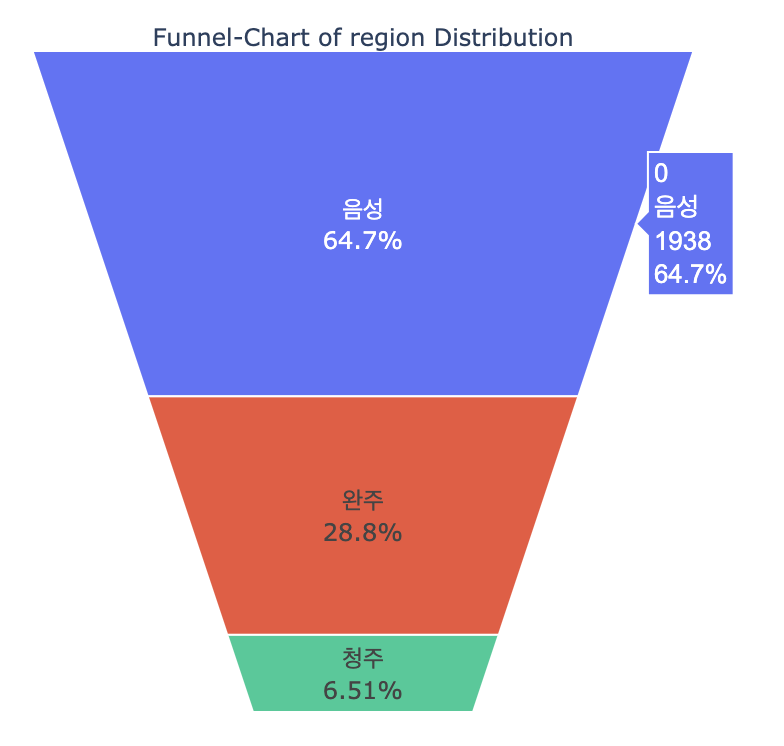 Funnel-Chart of region Distribution
음성
64.7%
0
음성
1938
64.7%
완주
28.8%
청주
6.51%